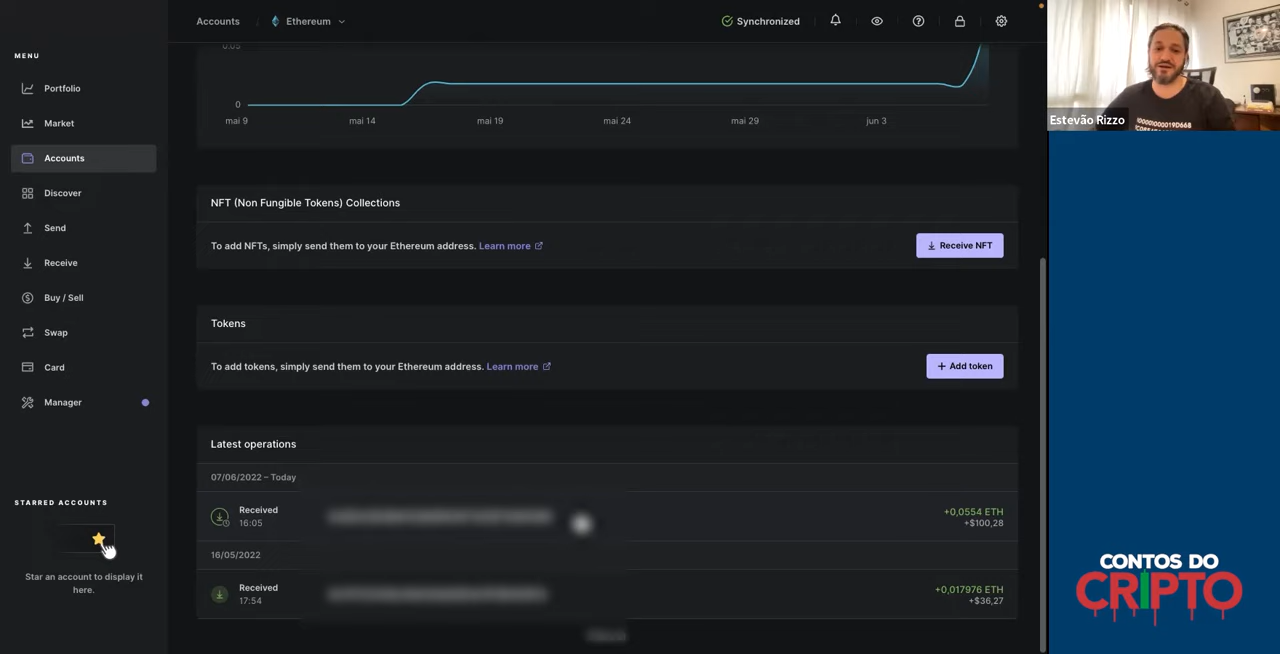 Accounts
Ethereum
Synchronized
MENU
Portfolio
Market
Accounts
Discover
Send
Receive
Buy / Sell
Swap
Card
Manager
STARRED ACCOUNTS
Star an account to display it
here.
0.05
0
mai 9
mai 14
mai 19
mai 24
mai 29
jun 3
NFT (Non Fungible Tokens) Collections
To add NFTs, simply send them to your Ethereum address. Learn more
Receive NFT
Tokens
To add tokens, simply send them to your Ethereum address. Learn more
+ Add token
Latest operations
07/06/2022 – Today
Received
16:05
+0,0554 ETH
+$100,28
16/05/2022
Received
17:54
+0,017976 ETH
+$36,27
Estevão Rizzo
CONTOS DO
CRIPTO